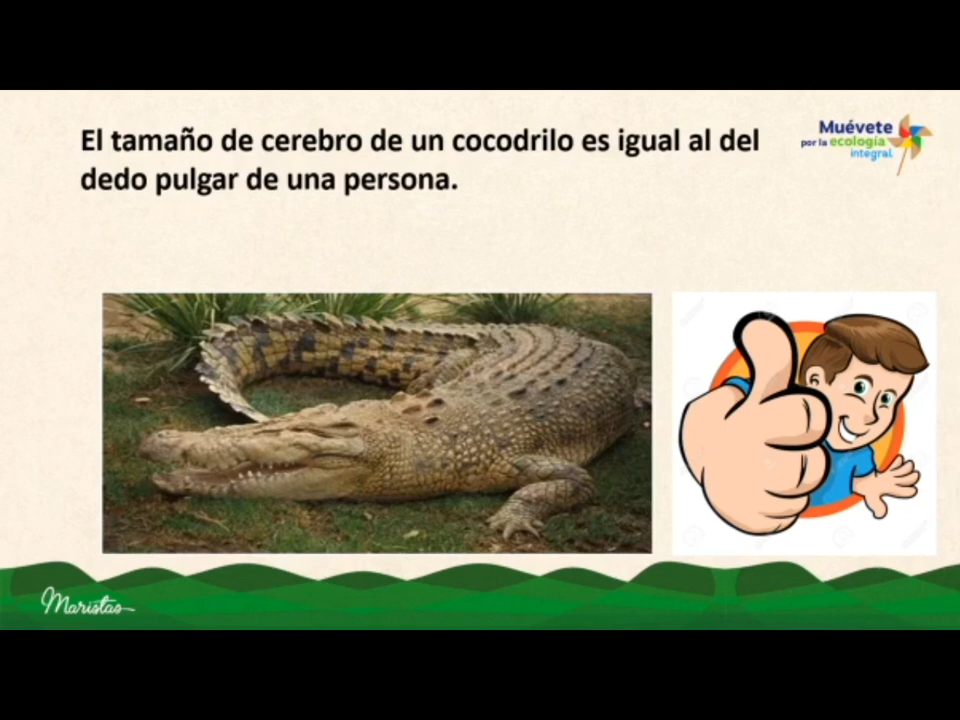 El tamaño de cerebro de un cocodrilo es igual al del
dedo pulgar de una persona.
Muévete
por la ecología
integral
Maristas